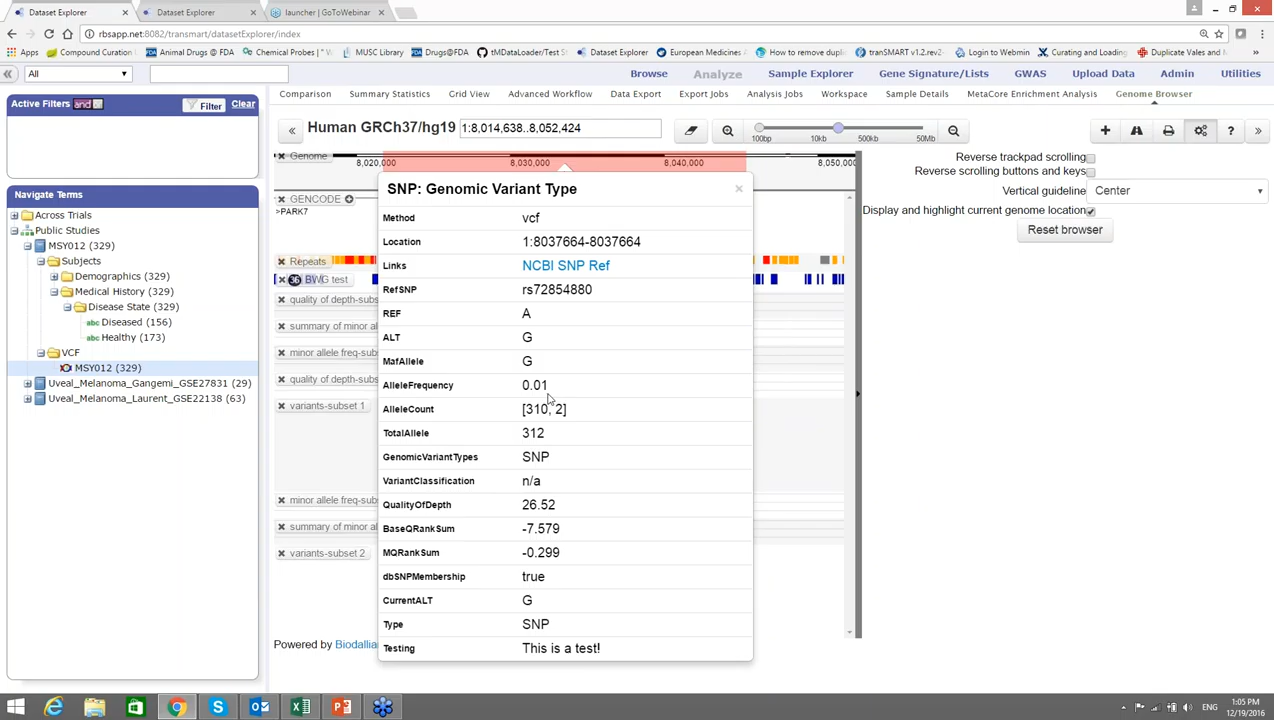 Dataset Explorer
Dataset Explorer
launcher | GoToWebinar
rbsapp.net:8082/transmart/datasetExplorer/index
Apps
Compound Curation
Animal Drugs @ FDA
Chemical Probes | "
MUSC Library
Drugs@FDA
tMDataLoader/Test S
Dataset Explorer
European Medicines
How to remove duplic
tranSMART v1.2.rev2-
Login to Webmin
Curating and Loading
Duplicate Vales and
All
Browse
Analyze
Sample Explorer
Gene Signature/Lists
GWAS
Upload Data
Admin
Utilities
Active Filters and
Filter
Clear
Comparison
Summary Statistics
Grid View
Advanced Workflow
Data Export
Export Jobs
Analysis Jobs
Workspace
Sample Details
MetaCore Enrichment Analysis
Genome Browser
Human GRCh37/hg19
1:8,014,638..8,052,424
100bp
10kb
500kb
50Mb
Genome
8,020,000
8,030,000
8,040,000
8,050,000
Reverse trackpad scrolling
Reverse scrolling buttons and keys
Vertical guideline Center
Display and highlight current genome location
Reset browser
Navigate Terms
Across Trials
Public Studies
MSY012 (329)
Subjects
Demographics (329)
Medical History (329)
Disease State (329)
abc Diseased (156)
abc Healthy (173)
VCF
MSY012 (329)
Uveal_Melanoma_Gangemi_GSE27831 (29)
Uveal_Melanoma_Laurent_GSE22138 (63)
GENCODE
>PARK7
Repeats
36
G test
quality of depth-subs
summary of minor al
minor allele freq-sub
quality of depth-subs
variants-subset 1
minor allele freq-sub
summary of minor al
variants-subset 2
Powered by Biodallian
SNP: Genomic Variant Type
Method vcf
Location 1:8037664-8037664
Links NCBI SNP Ref
RefSNP rs72854880
REF A
ALT G
MafAllele G
AlleleFrequency 0.01
AlleleCount [310, 2]
TotalAllele 312
GenomicVariantTypes SNP
VariantClassification n/a
QualityOfDepth 26.52
BaseQRankSum -7.579
MQRankSum -0.299
dbSNPMembership true
CurrentALT G
Type SNP
Testing This is a test!
ENG
1:05 PM
12/19/2016